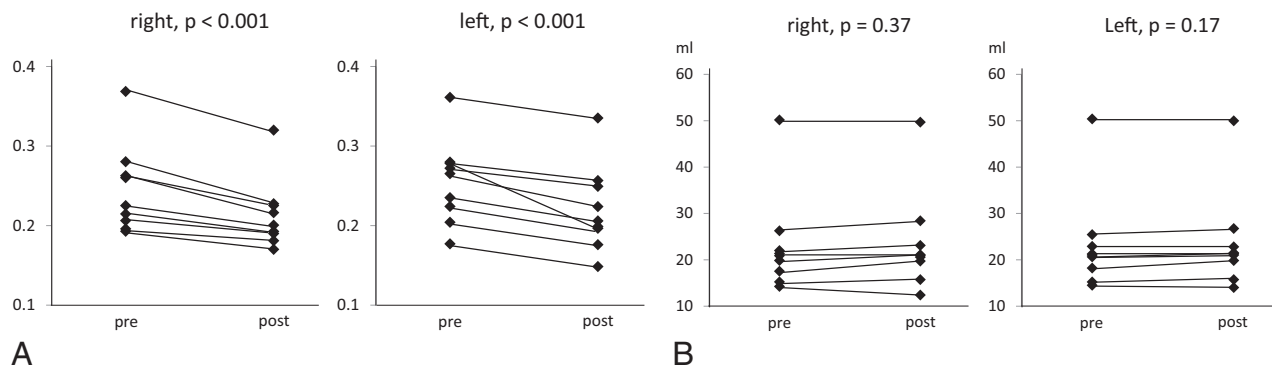 right, p < 0.001
0.4
0.3
0.2
0.1
pre
post
left, p < 0.001
0.4
0.3
0.2
0.1
pre
post
A
right, p = 0.37
ml
60
50
40
30
20
10
pre
post
Left, p = 0.17
ml
60
50
40
30
20
10
pre
post
B